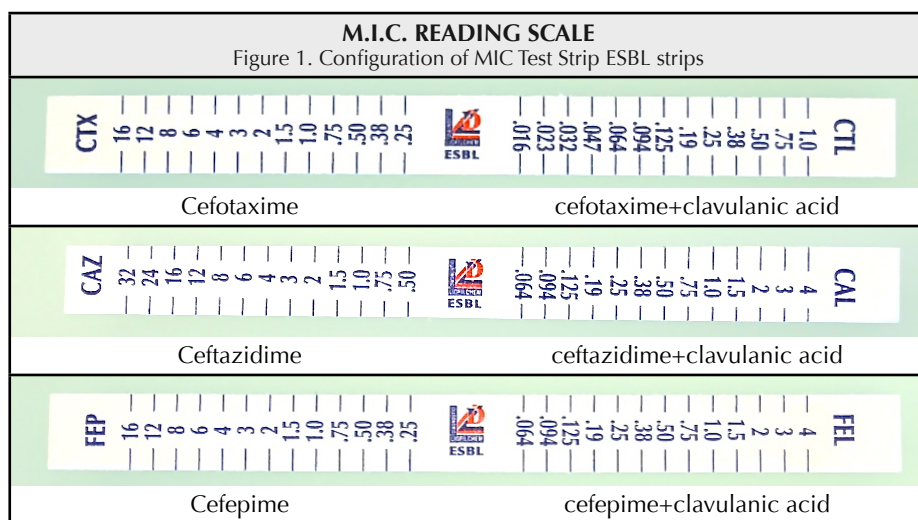 M.I.C. READING SCALE
Figure 1. Configuration of MIC Test Strip ESBL strips
CTX 16 12 8 6 4 3 2 1.5 1.0 .75 .50 .38 .25 ESBL .016 .023 .032 .047 .064 .094 .125 .19 .25 .38 .50 .75 1.0 CTL
Cefotaxime cefotaxime+clavulanic acid
CAZ 32 24 16 12 8 6 4 3 2 1.5 1.0 .75 .50 ESBL .064 .094 .125 .19 .25 .38 .50 .75 1.0 1.5 2 3 4 CAL
Ceftazidime ceftazidime+clavulanic acid
FEP 16 12 8 6 4 3 2 1.5 1.0 .75 .50 .38 .25 ESBL .064 .094 .125 .19 .25 .38 .50 .75 1.0 1.5 2 3 4 FEL
Cefepime cefepime+clavulanic acid